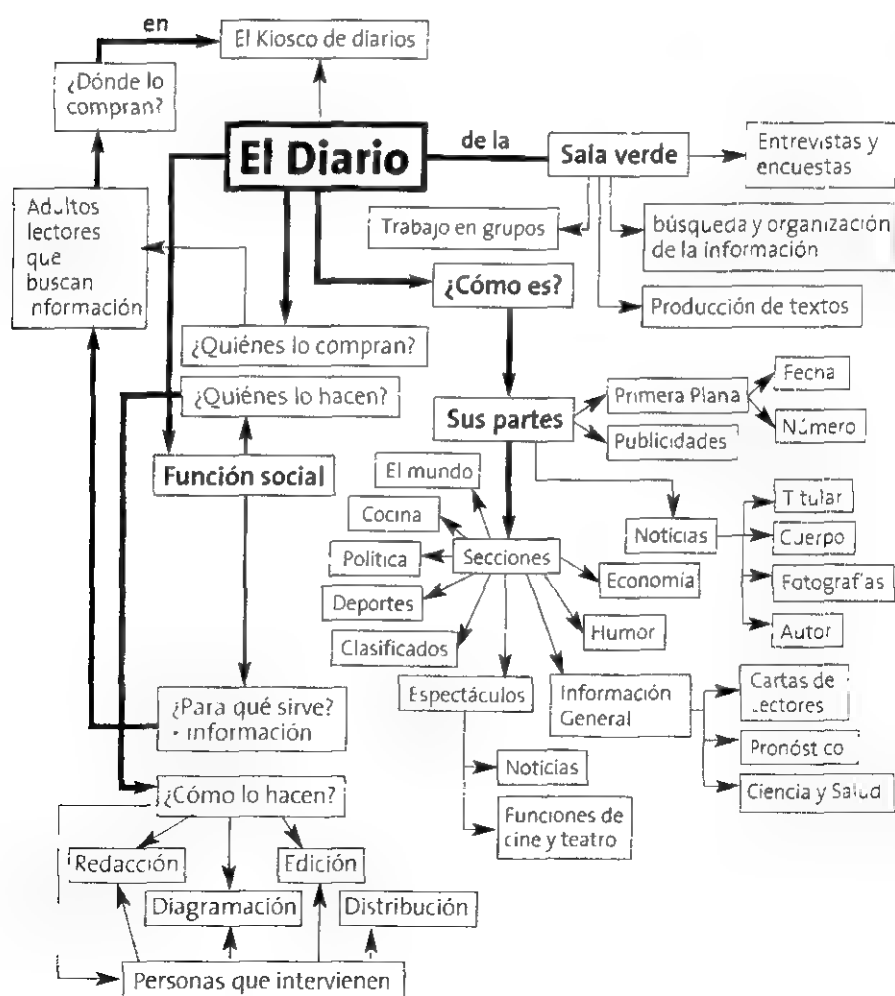 en
El Kiosco de diarios
¿Dónde lo
compran?
El Diario
de la
Sala verde
Entrevistas y
encuestas
Adultos
lectores
que
buscan
nformación
Trabajo en grupos
búsqueda y organización
de la información
¿Cómo es?
Producción de textos
¿Quiénes lo compran?
¿Quiénes lo hacen?
Sus partes
Primera Plana
Fecha
Número
Publicidades
Función social
El mundo
Cocina
Política
Deportes
Clasificados
Secciones
Economía
Humor
Noticias
Titular
Cuerpo
Fotografías
Autor
Espectáculos
Información
General
Cartas de
Lectores
Pronóstico
Ciencia y Salud
Noticias
Funciones de
cine y teatro
¿Para qué sirve?
• información
¿Cómo lo hacen?
Redacción
Edición
Diagramación
Distribución
Personas que intervienen